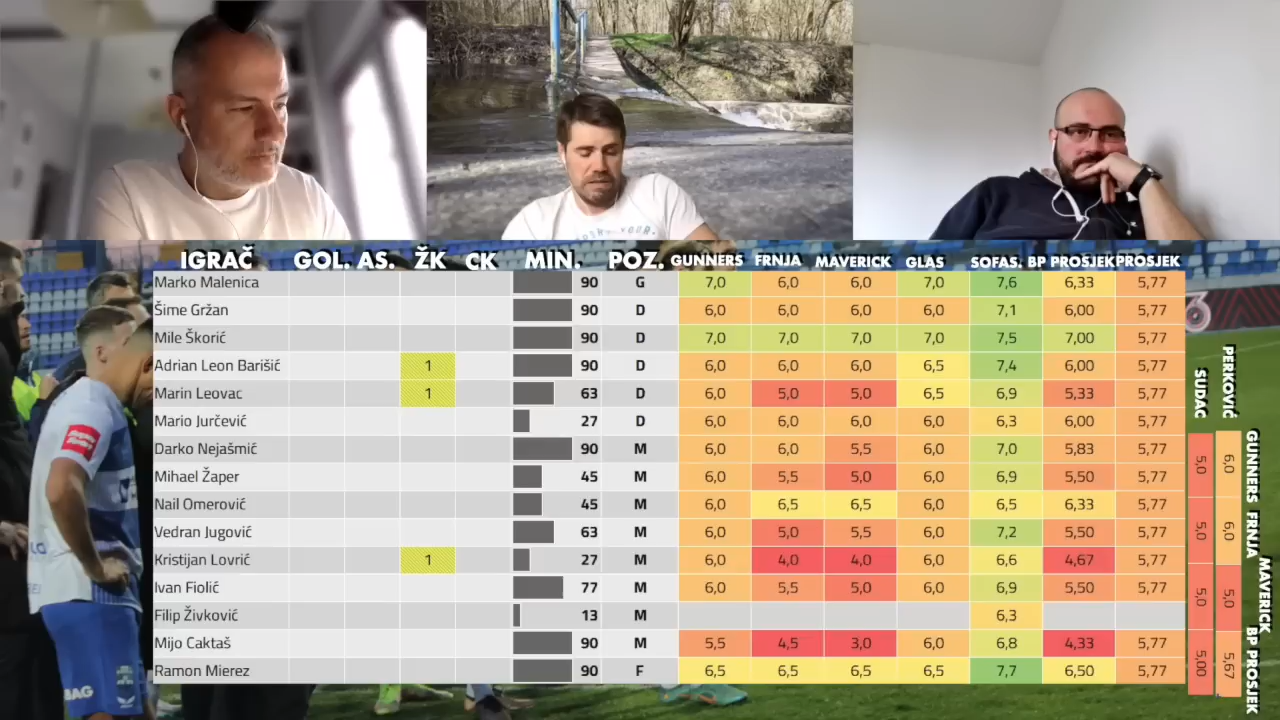 IGRAČ GOL. AS. ŽK CK MIN. POZ. GUNNERS FRNJA MAVERICK GLAS SOFAS. BP PROSJEK PROSJEK
Marko Malenica 90 G 7,0 6,0 6,0 7,0 7,6 6,33 5,77
Šime Gržan 90 D 6,0 6,0 6,0 6,0 7,1 6,00 5,77
Mile Škorić 90 D 7,0 7,0 7,0 7,0 7,5 7,00 5,77
Adrian Leon Barišić 1 90 D 6,0 6,0 6,0 6,5 7,4 6,00 5,77
Marin Leovac 1 63 D 6,0 5,0 5,0 6,5 6,9 5,33 5,77
Mario Jurčević 27 D 6,0 6,0 6,0 6,0 6,3 6,00 5,77
Darko Nejašmić 90 M 6,0 6,0 5,5 6,0 7,0 5,83 5,77
Mihael Žaper 45 M 6,0 5,5 5,0 6,0 6,9 5,50 5,77
Nail Omerović 45 M 6,0 6,5 6,5 6,0 6,5 6,33 5,77
Vedran Jugović 63 M 6,0 5,0 5,5 6,0 7,2 5,50 5,77
Kristijan Lovrić 1 27 M 6,0 4,0 4,0 6,0 6,6 4,67 5,77
Ivan Fiolić 77 M 6,0 5,5 5,0 6,0 6,9 5,50 5,77
Filip Živković 13 M 6,3
Mijo Caktaš 90 M 5,5 4,5 3,0 6,0 6,8 4,33 5,77
Ramon Mierez 90 F 6,5 6,5 6,5 6,5 7,7 6,50 5,77
GUNNERS FRNJA MAVERICK BP PROSJEK
PERKOVIĆ 6,0 6,0 5,0 5,67
SUDAC 5,0 5,0 5,0 5,00
BAG